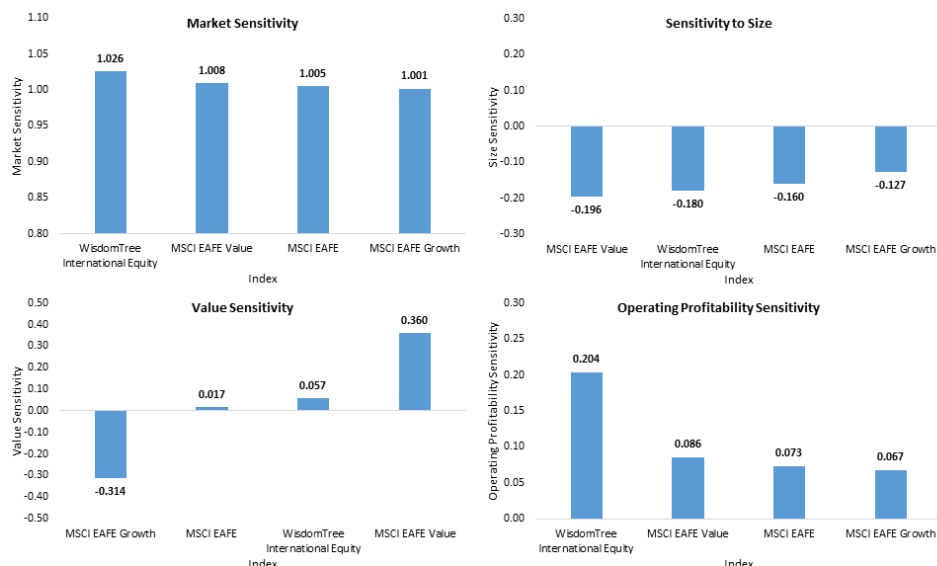 Market Sensitivity
Market Sensitivity
1.10
1.05
1.00
0.95
0.90
0.85
0.80
1.026
1.008
1.005
1.001
WisdomTree
International Equity
MSCI EAFE Value
MSCI EAFE
MSCI EAFE Growth
Index
Sensitivity to Size
Size Sensitivity
0.30
0.20
0.10
0.00
-0.10
-0.20
-0.30
-0.196
-0.180
-0.160
-0.127
MSCI EAFE Value
WisdomTree
International Equity
MSCI EAFE
MSCI EAFE Growth
Index
Value Sensitivity
Value Sensitivity
0.50
0.40
0.30
0.20
0.10
0.00
-0.10
-0.20
-0.30
-0.40
-0.50
-0.314
0.017
0.057
0.360
MSCI EAFE Growth
MSCI EAFE
WisdomTree
International Equity
MSCI EAFE Value
Index
Operating Profitability Sensitivity
Operating Profitability Sensitivity
0.30
0.25
0.20
0.15
0.10
0.05
0.00
0.204
0.086
0.073
0.067
WisdomTree
International Equity
MSCI EAFE Value
MSCI EAFE
MSCI EAFE Growth
Index